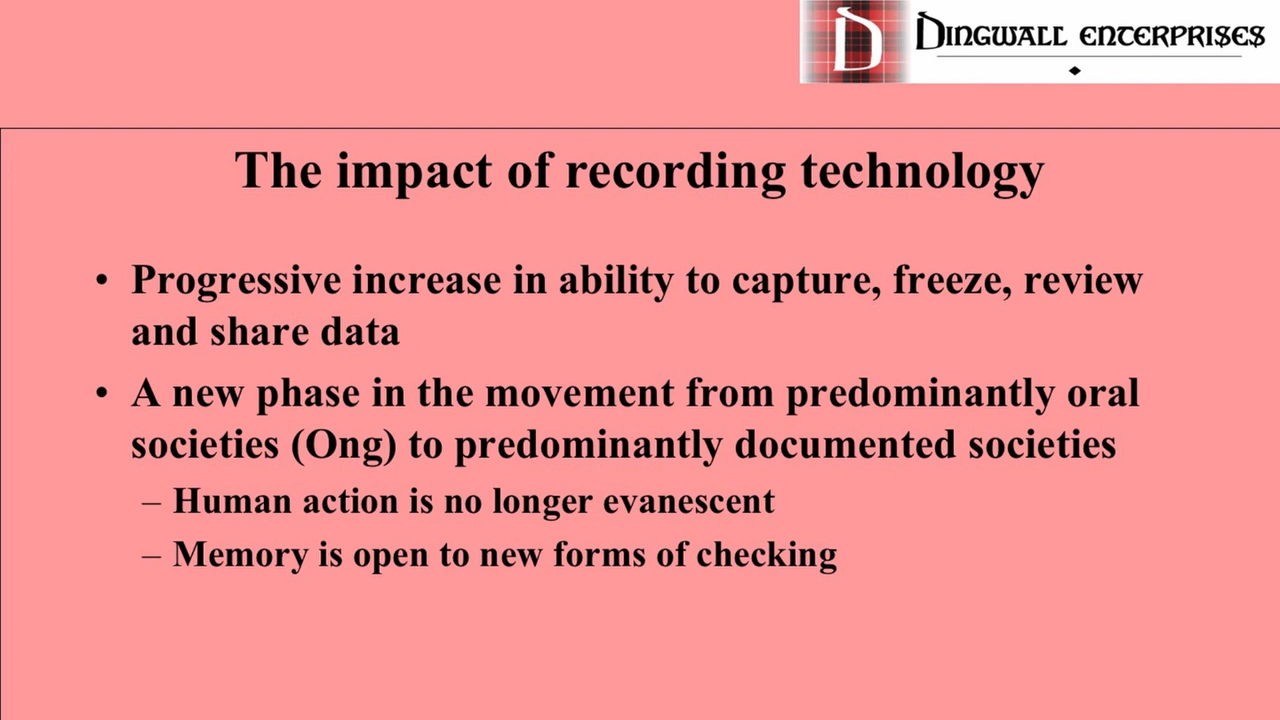 D DINGWALL ENTERPRISES
The impact of recording technology
• Progressive increase in ability to capture, freeze, review
and share data
• A new phase in the movement from predominantly oral
societies (Ong) to predominantly documented societies
– Human action is no longer evanescent
– Memory is open to new forms of checking